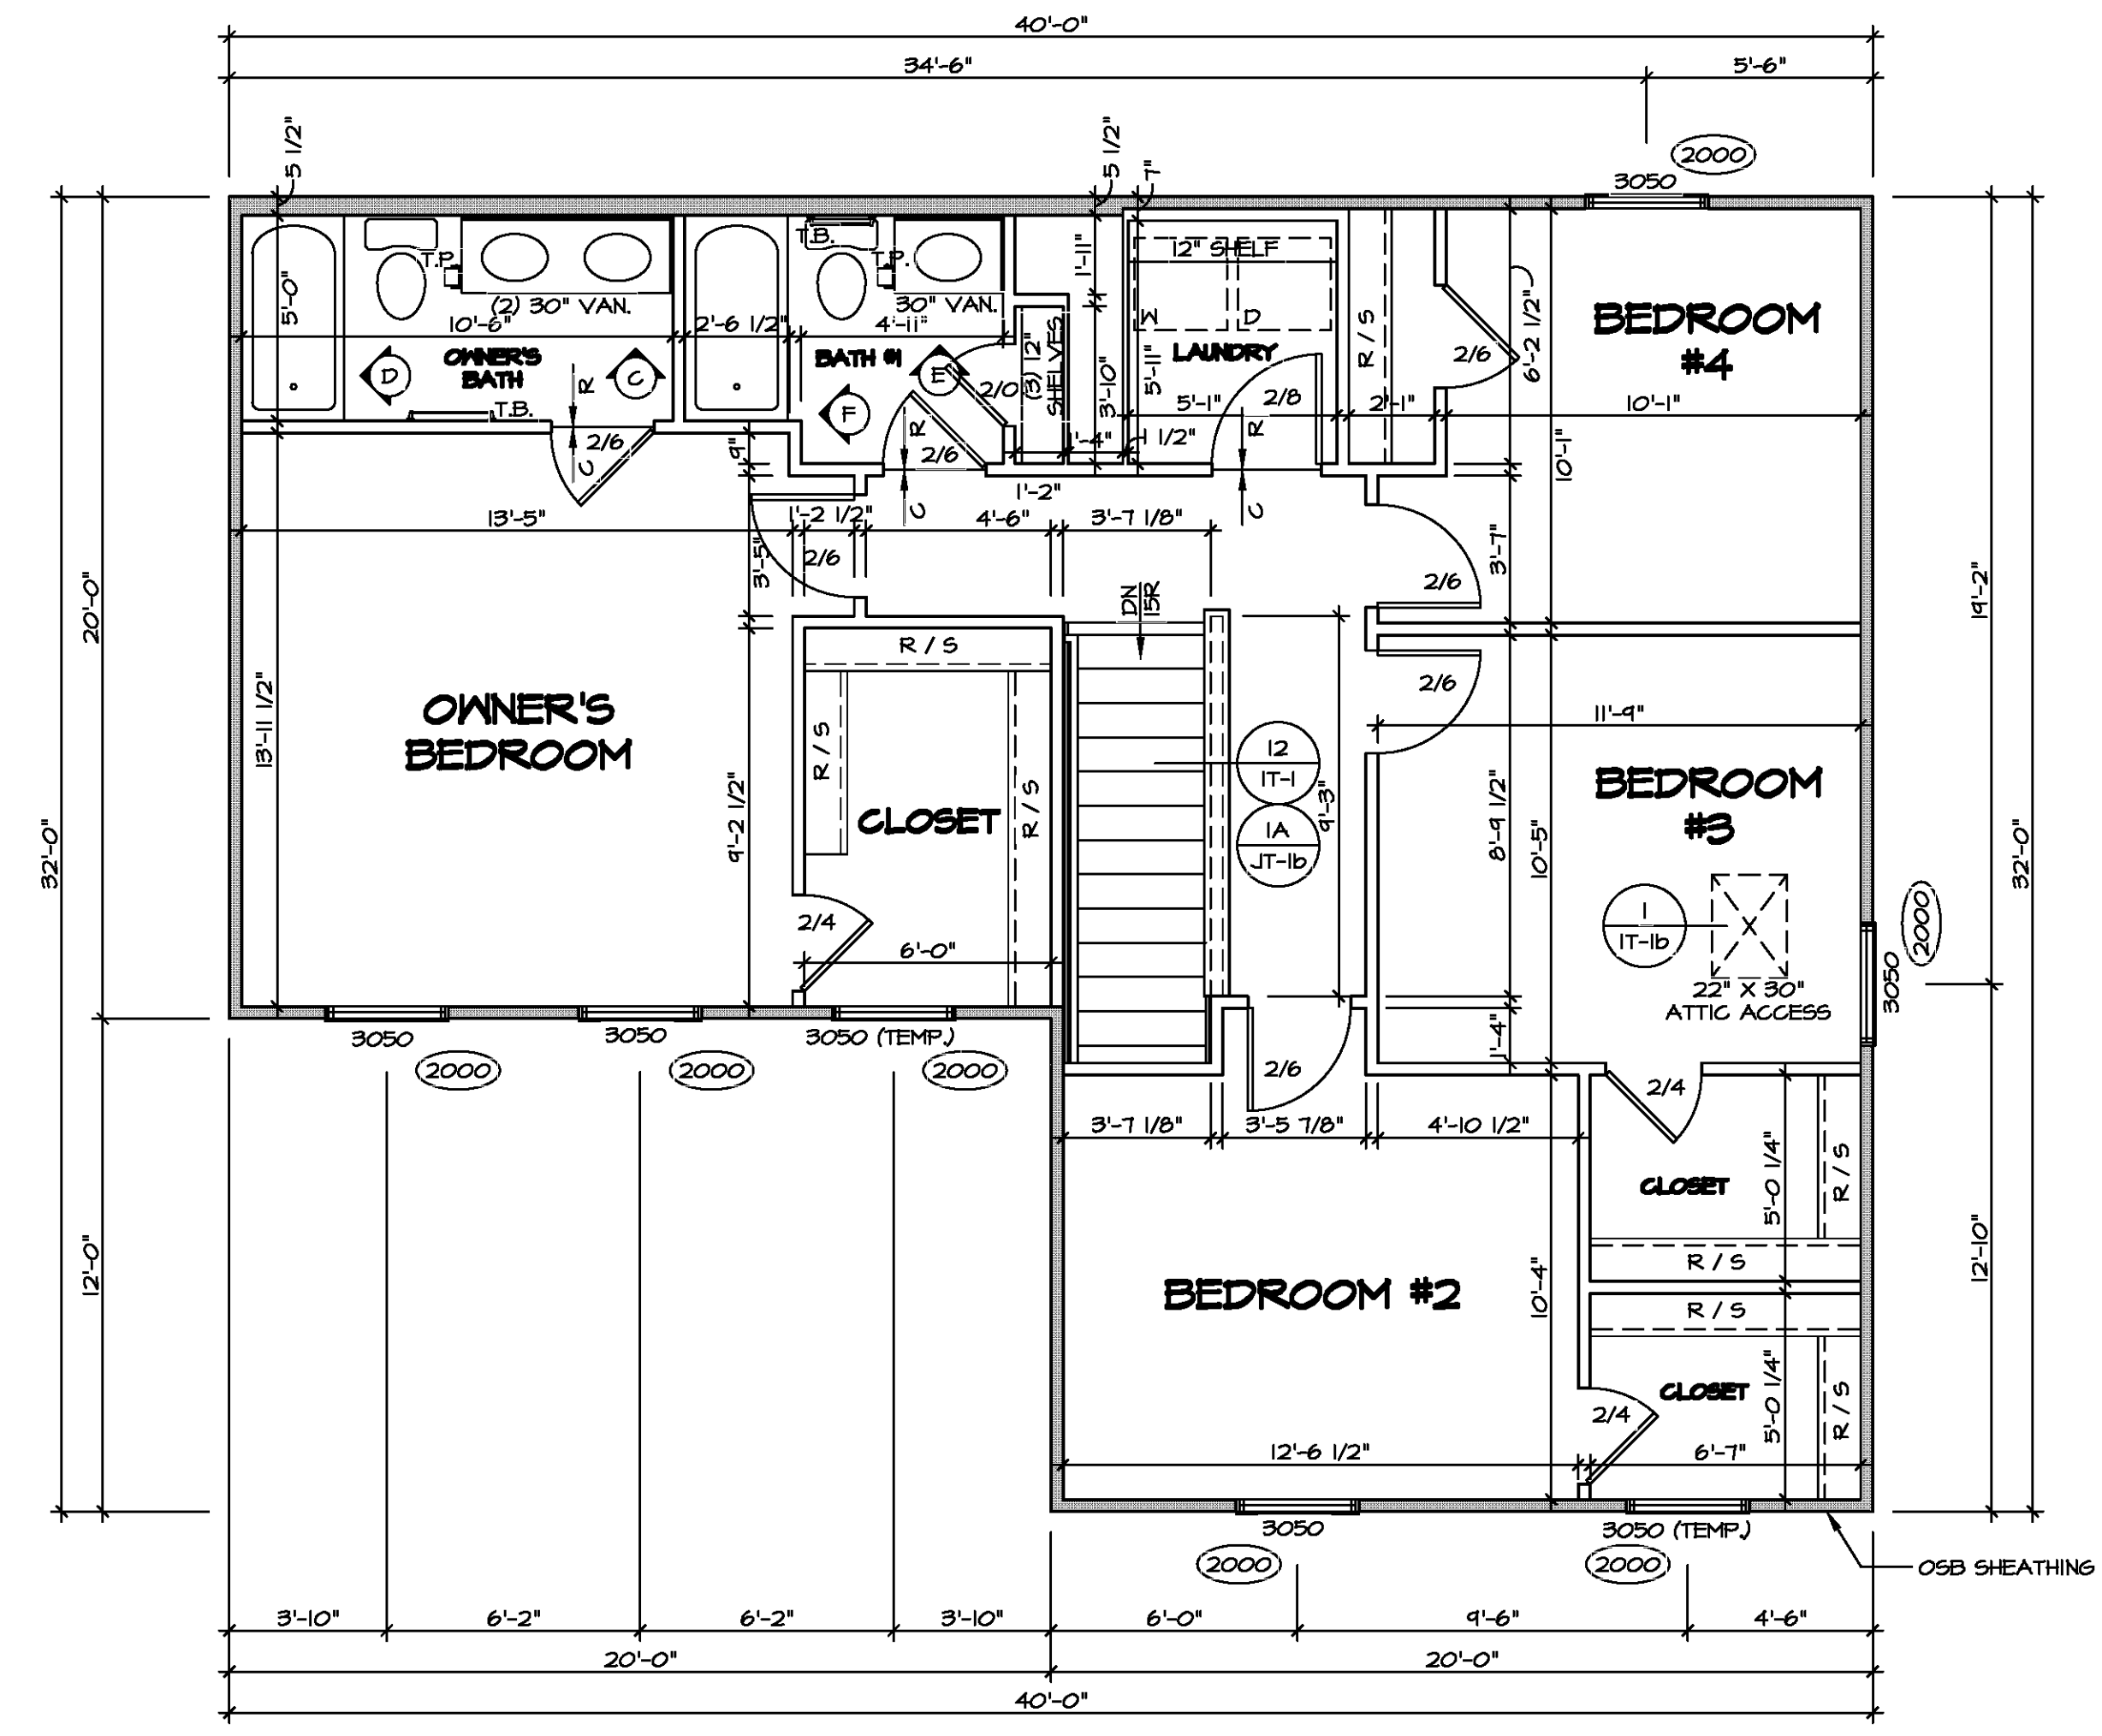 40'-0"
34'-6"
5'-6"
2000
3050
5 1/2"
5 1/2"
7"
T.P.
T.B.
T.P.
12" SHELF
5'-0"
(2) 30" VAN.
30" VAN.
1'-11"
10'-6"
2'-6 1/2"
4'-11"
W
D
R / S
6'-2 1/2"
BEDROOM
#4
OWNER'S
BATH
D
C
R
BATH #1
E
F
2/0
(3) 12"
SHELVES
3'-10"
5'-11"
LAUNDRY
2/6
T.B.
2/6
C
9"
R
2/6
1'-4"
1 1/2"
5'-1"
2/8
R
2'-1"
10'-1"
10'-1"
1'-2"
C
C
13'-5"
1'-2 1/2"
4'-6"
3'-7 1/8"
3'-5"
2/6
3'-7"
2/6
20'-0"
19'-2"
DN
15R
R / S
2/6
OWNER'S
BEDROOM
13'-11 1/2"
R / S
11'-9"
12
1T-1
9'-3"
BEDROOM
#3
9'-2 1/2"
CLOSET
R / S
1A
JT-1b
8'-9 1/2"
10'-5"
32'-0"
32'-0"
2/4
6'-0"
1
1T-1b
X
2000
3050
22" X 30"
ATTIC ACCESS
3050
3050
3050 (TEMP.)
2000
2000
2000
1'-4"
2/6
2/4
3'-7 1/8"
3'-5 7/8"
4'-10 1/2"
CLOSET
5'-0 1/4"
R / S
12'-0"
12'-10"
R / S
BEDROOM #2
10'-4"
R / S
CLOSET
5'-0 1/4"
R / S
2/4
12'-6 1/2"
6'-7"
3050
3050 (TEMP.)
2000
2000
OSB SHEATHING
3'-10"
6'-2"
6'-2"
3'-10"
6'-0"
9'-6"
4'-6"
20'-0"
20'-0"
40'-0"